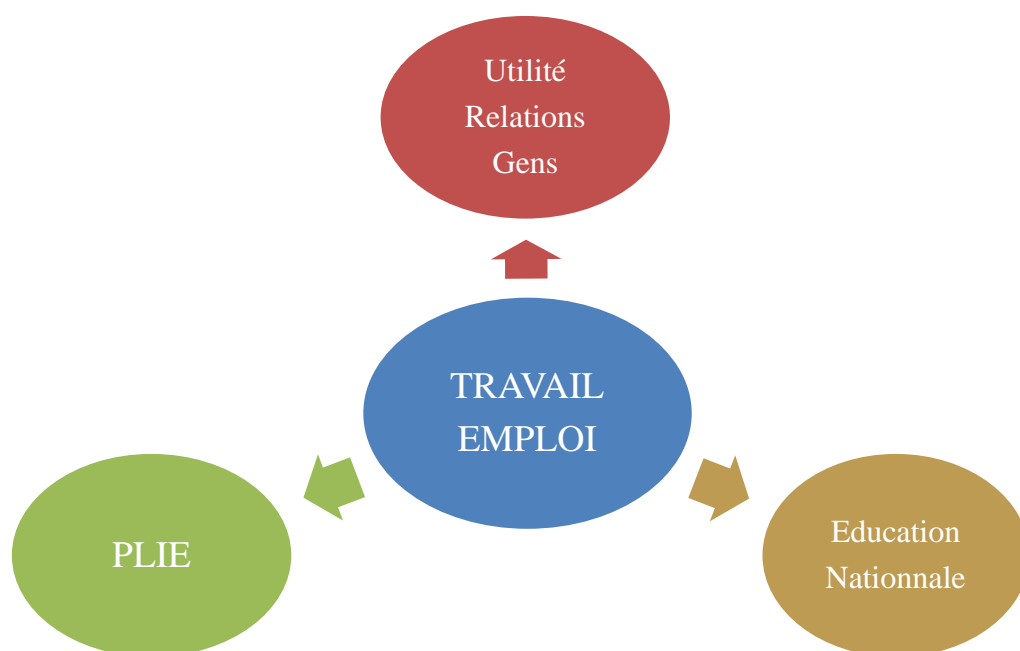 Utilité
Relations
Gens
TRAVAIL
EMPLOI
PLIE
Education
Nationnale